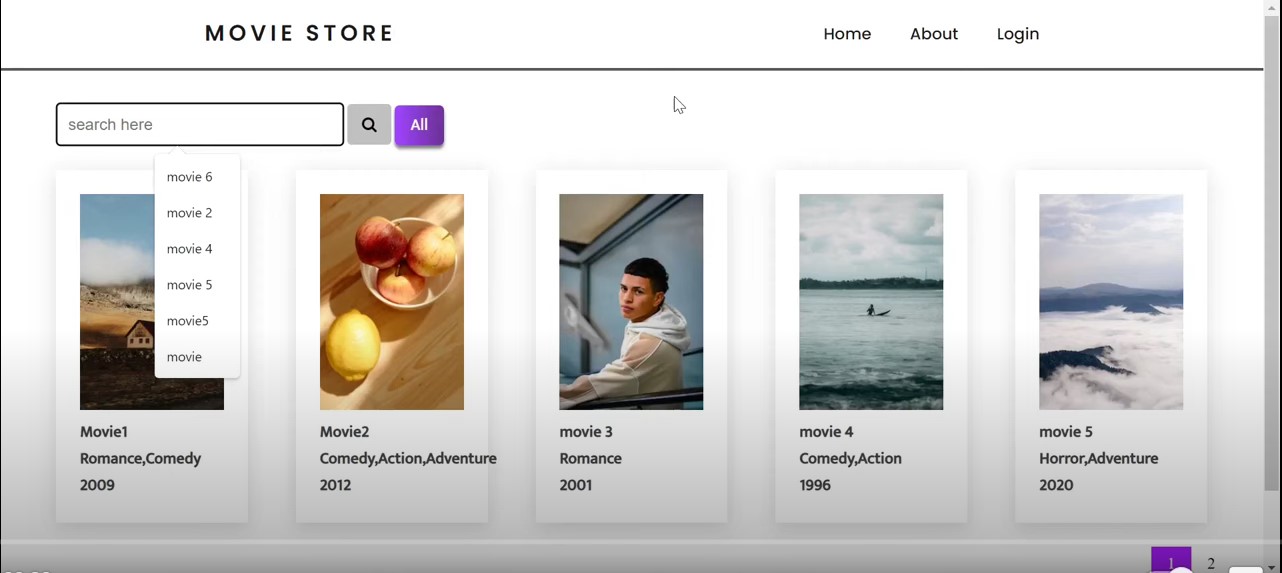 MOVIE STORE
Home About Login
search here
All
movie 6
movie 2
movie 4
movie 5
movie5
movie
Movie1
Romance,Comedy
2009
Movie2
Comedy,Action,Adventure
2012
movie 3
Romance
2001
movie 4
Comedy,Action
1996
movie 5
Horror,Adventure
2020
1 2